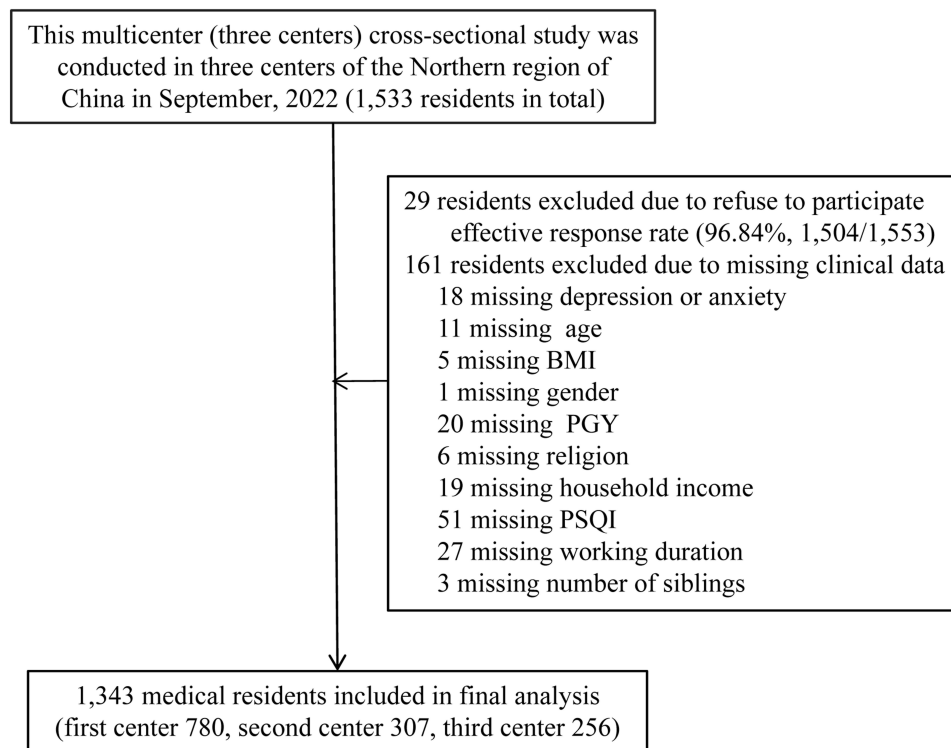 This multicenter (three centers) cross-sectional study was
conducted in three centers of the Northern region of
China in September, 2022 (1,533 residents in total)
29 residents excluded due to refuse to participate
effective response rate (96.84%, 1,504/1,553)
161 residents excluded due to missing clinical data
18 missing depression or anxiety
11 missing age
5 missing BMI
1 missing gender
20 missing PGY
6 missing religion
19 missing household income
51 missing PSQI
27 missing working duration
3 missing number of siblings
1,343 medical residents included in final analysis
(first center 780, second center 307, third center 256)